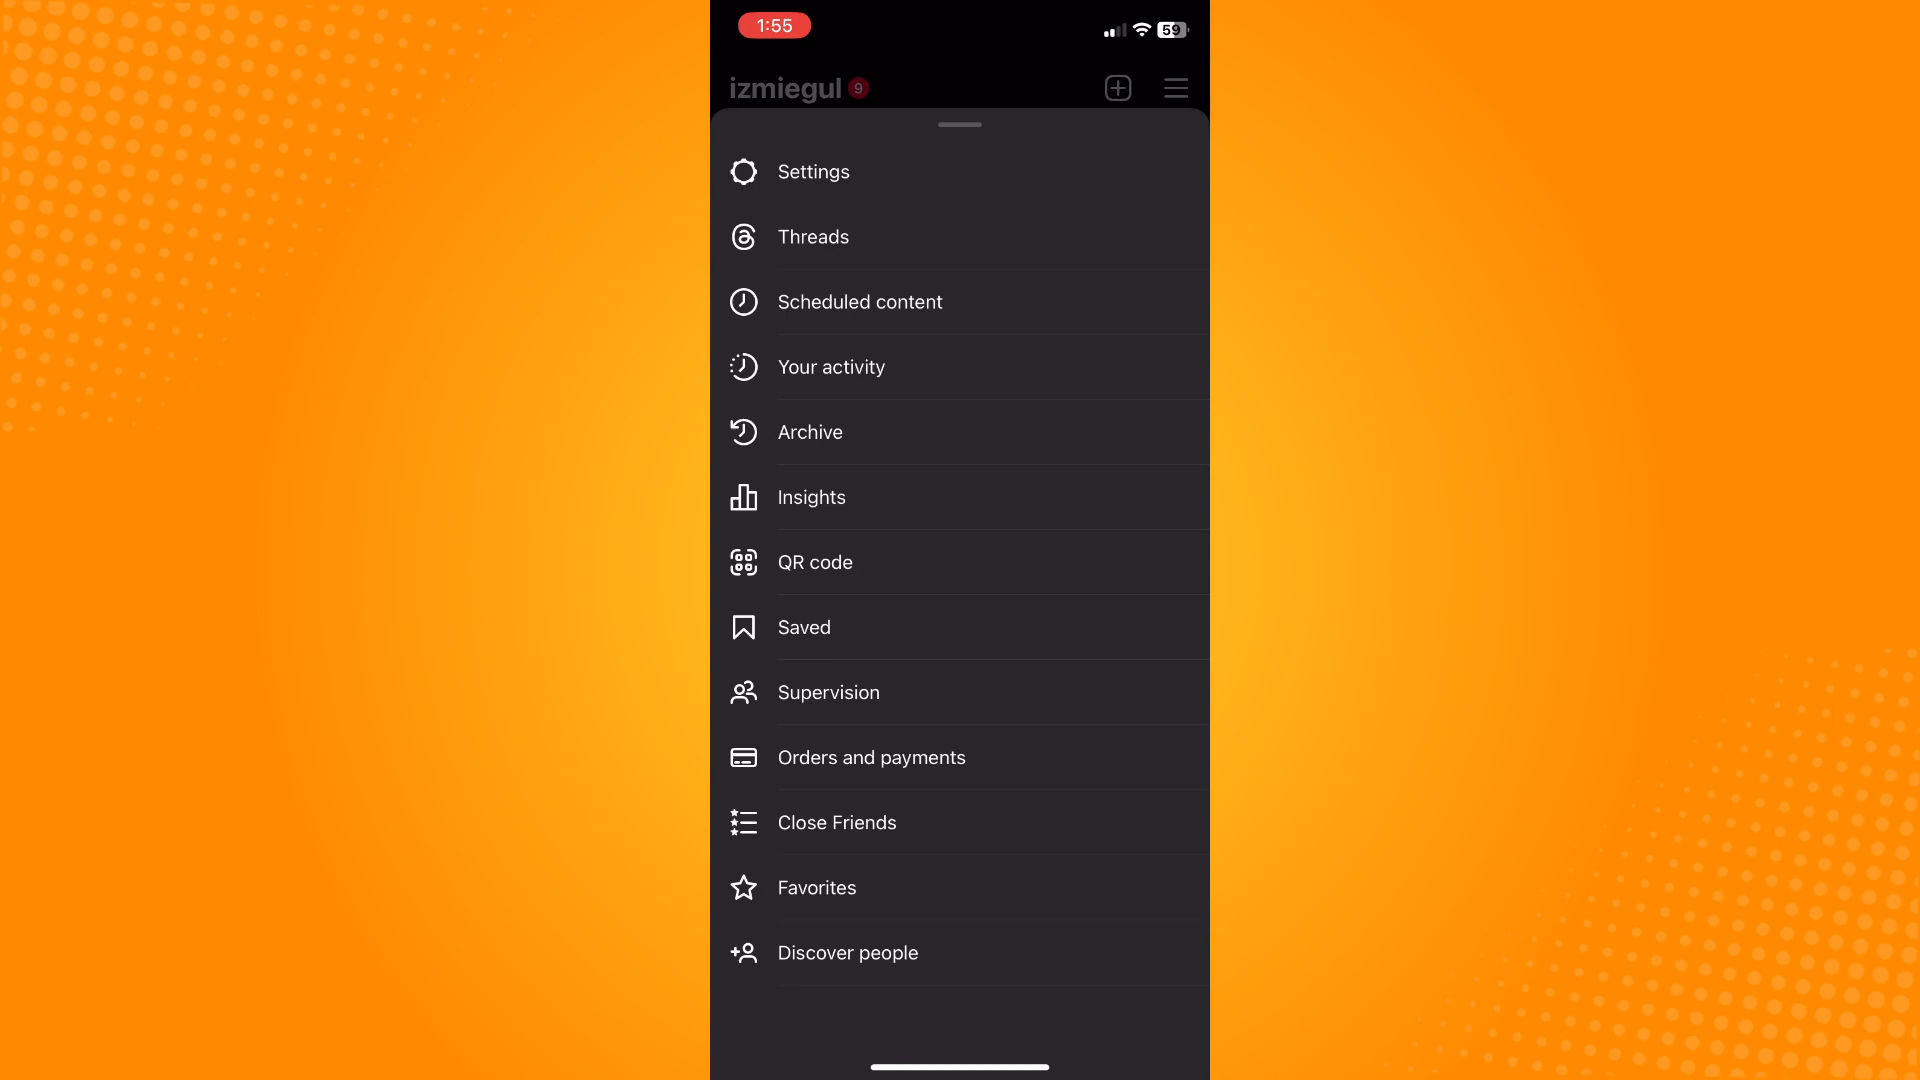 1:55
59
izmiegul 9
Settings
Threads
Scheduled content
Your activity
Archive
Insights
QR code
Saved
Supervision
Orders and payments
Close Friends
Favorites
Discover people